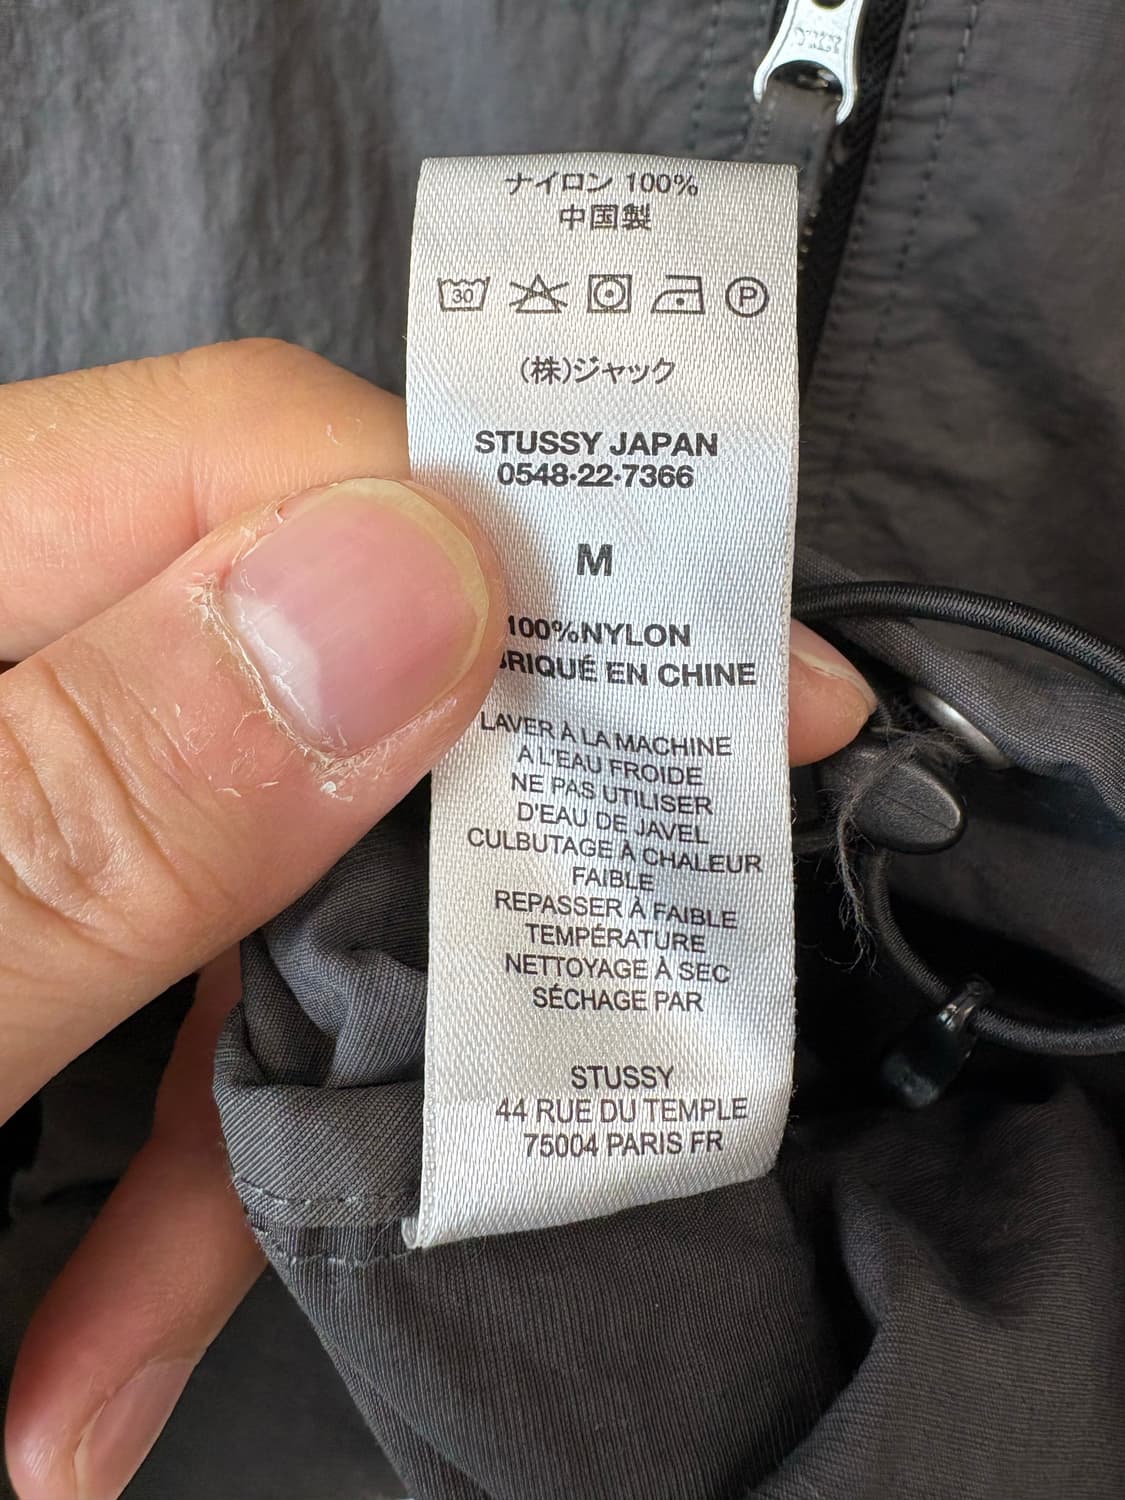 ナイロン 100%
中国製
30
P
(株)ジャック
STUSSY JAPAN
0548·22·7366
M
100%NYLON
BRIQUÉ EN CHINE
LAVER À LA MACHINE
A L'EAU FROIDE
NE PAS UTILISER
D'EAU DE JAVEL
CULBUTAGE À CHALEUR
FAIBLE
REPASSER À FAIBLE
TEMPÉRATURE
NETTOYAGE À SEC
SÉCHAGE PAR
STUSSY
44 RUE DU TEMPLE
75004 PARIS FR